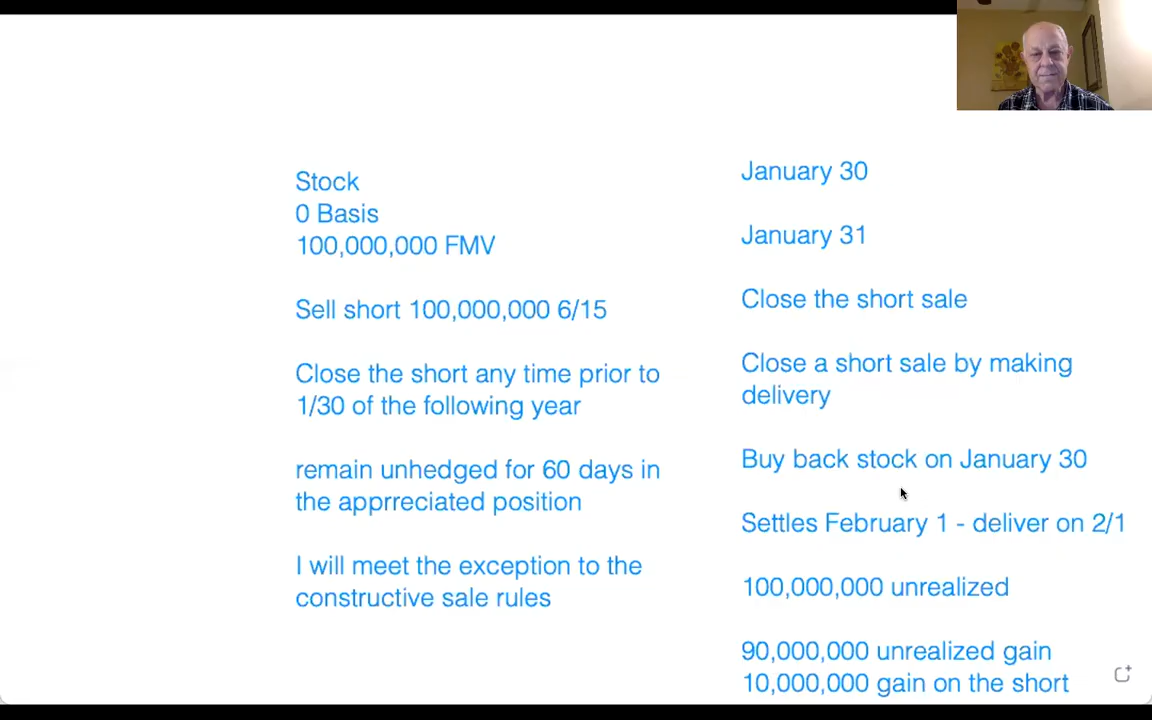 Stock
0 Basis
100,000,000 FMV
Sell short 100,000,000 6/15
Close the short any time prior to
1/30 of the following year
remain unhedged for 60 days in
the apprreciated position
I will meet the exception to the
constructive sale rules
January 30
January 31
Close the short sale
Close a short sale by making
delivery
Buy back stock on January 30
Settles February 1 - deliver on 2/1
100,000,000 unrealized
90,000,000 unrealized gain
10,000,000 gain on the short